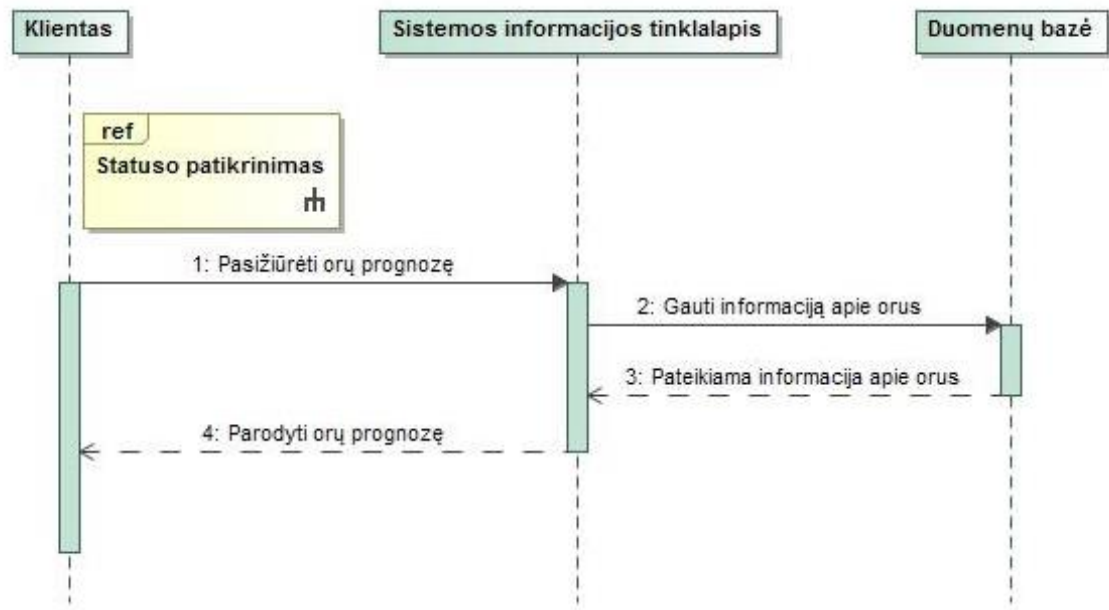 Klientas
Sistemos informacijos tinklalapis
Duomenų bazė
ref
Statuso patikrinimas
1: Pasižiūrėti orų prognozę
2: Gauti informaciją apie orus
3: Pateikiama informacija apie orus
4: Parodyti orų prognozę